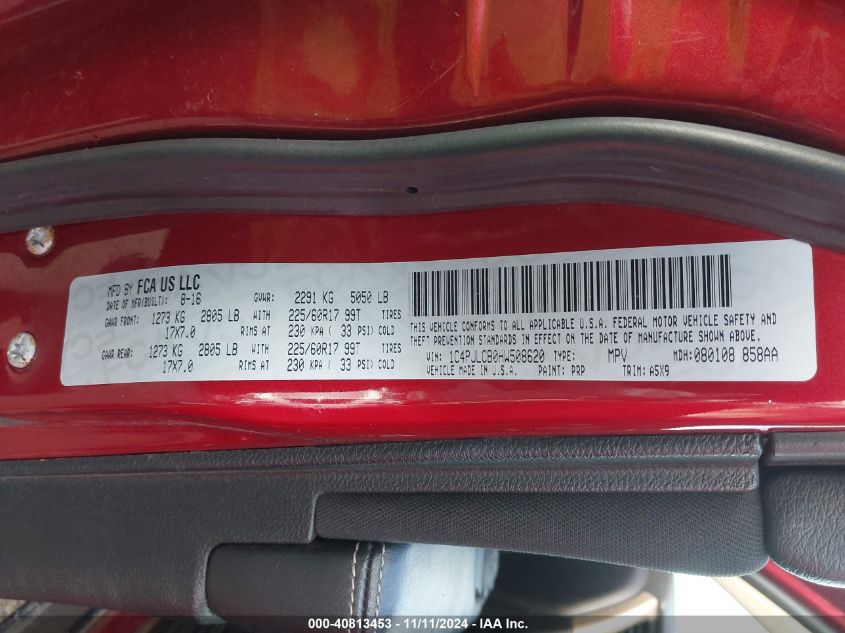 MFD BY FCA US LLC
DATE OF MFR(BUILT): 8-16 GVWR: 2291 KG 5050 LB
GAWR FRONT: 1273 KG 2805 LB WITH 225/60R17 99T TIRES
17X7.0 RIMS AT 230 KPA ( 33 PSI) COLD
GAWR REAR: 1273 KG 2805 LB WITH 225/60R17 99T TIRES
17X7.0 RIMS AT 230 KPA ( 33 PSI) COLD
THIS VEHICLE CONFORMS TO ALL APPLICABLE U.S.A. FEDERAL MOTOR VEHICLE SAFETY AND
THEFT PREVENTION STANDARDS IN EFFECT ON THE DATE OF MANUFACTURE SHOWN ABOVE.
VIN: 1C4PJLCB0HW508620 TYPE: MPV MDH: 080108 858AA
VEHICLE MADE IN U.S.A. PAINT: PRP TRIM: A5X9
000-40813453 - 11/11/2024 - IAA Inc.